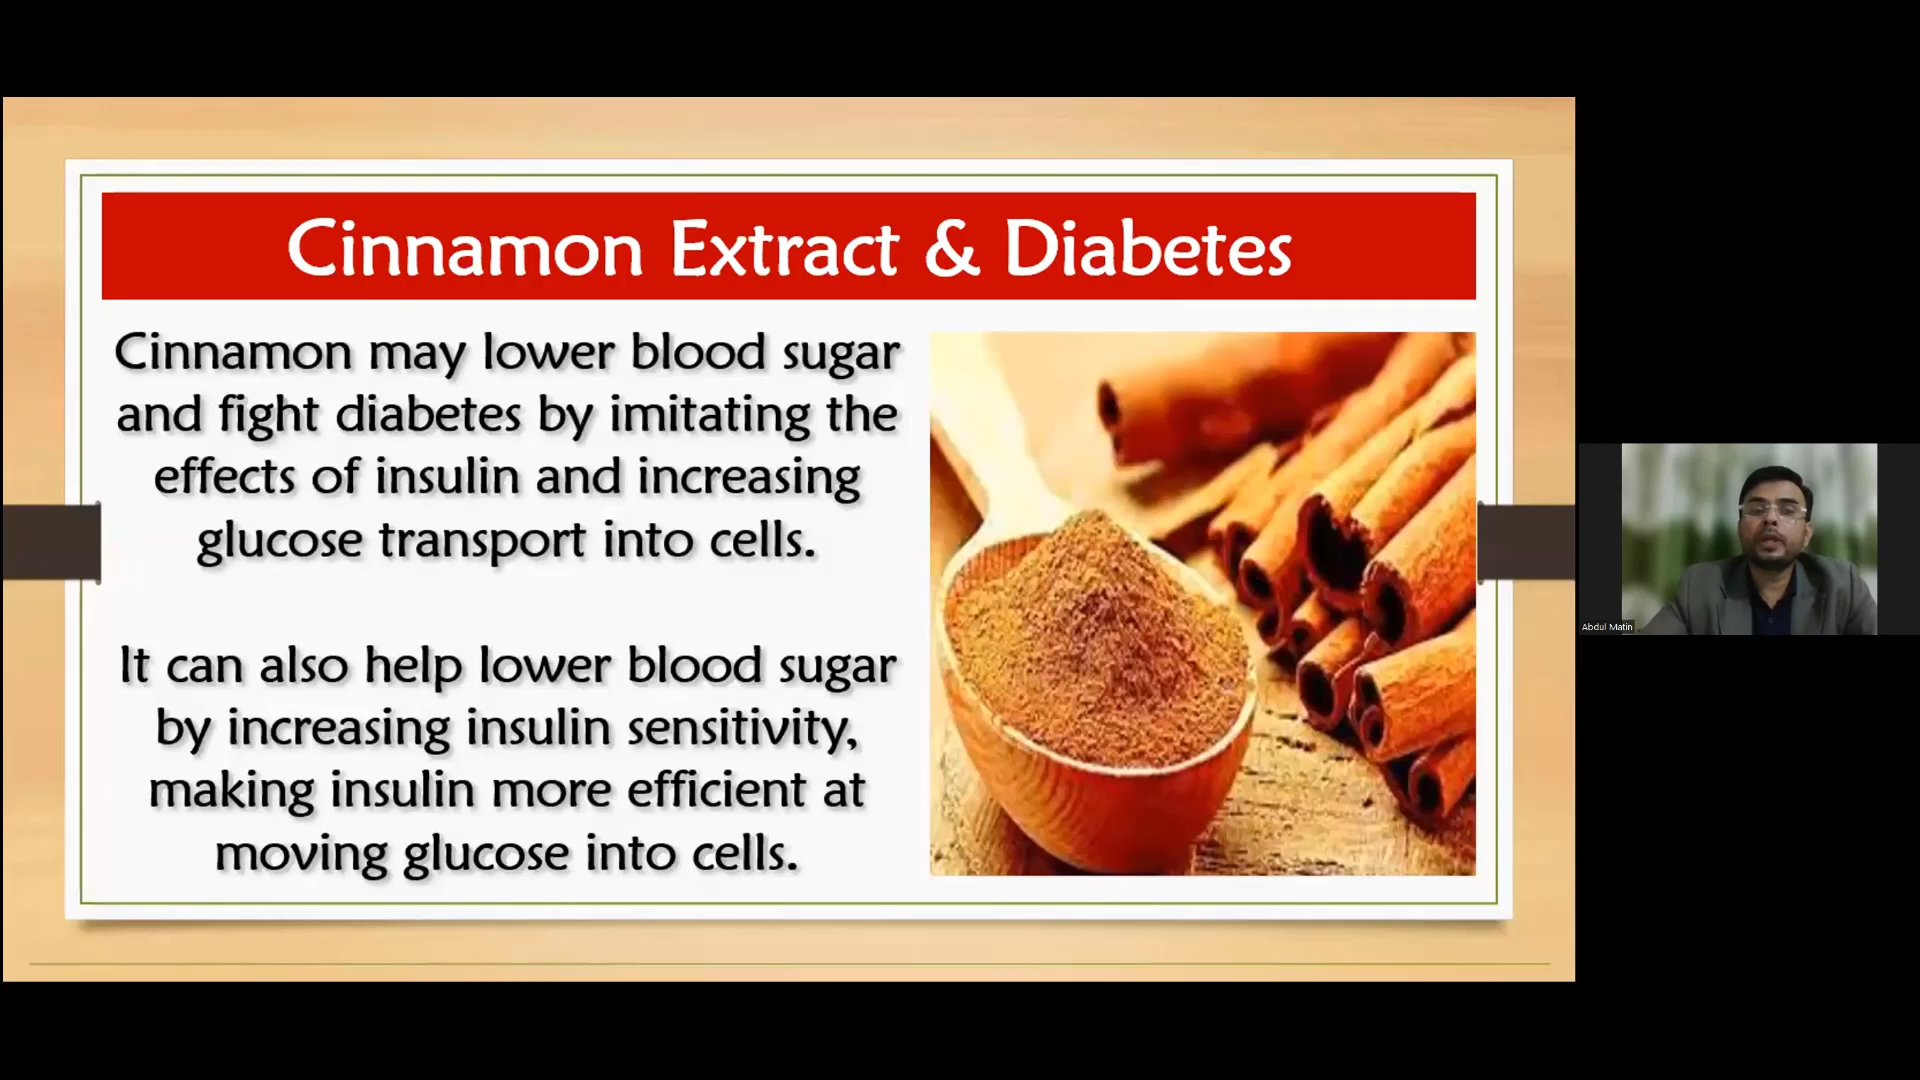 Cinnamon Extract & Diabetes
Cinnamon may lower blood sugar
and fight diabetes by imitating the
effects of insulin and increasing
glucose transport into cells.
It can also help lower blood sugar
by increasing insulin sensitivity,
making insulin more efficient at
moving glucose into cells.
Abdul Matin